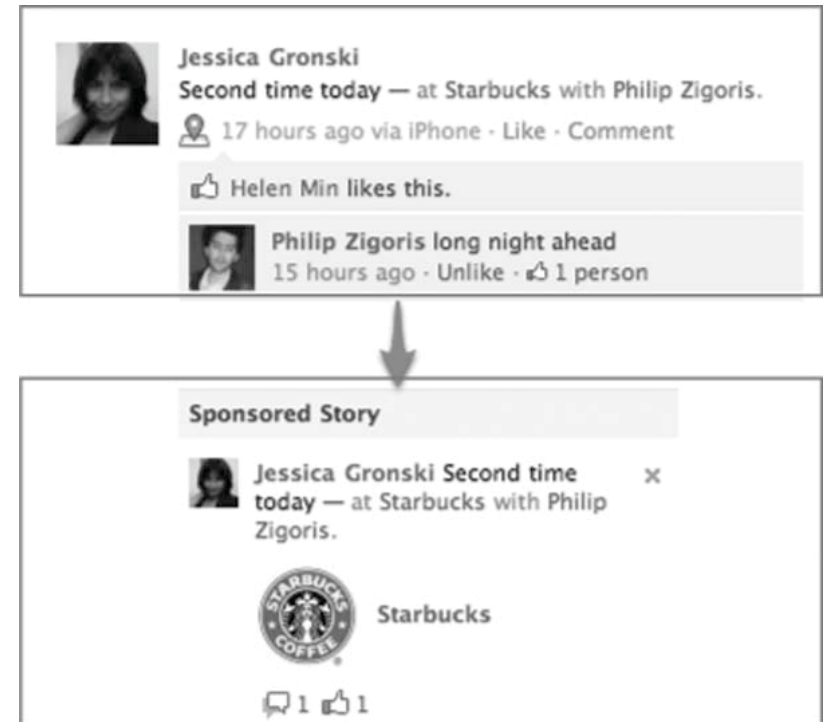 Jessica Gronski
Second time today — at Starbucks with Philip Zigoris.
17 hours ago via iPhone · Like · Comment
Helen Min likes this.
Philip Zigoris long night ahead
15 hours ago · Unlike · 1 person
Sponsored Story
Jessica Gronski Second time
today — at Starbucks with Philip
Zigoris.
STARBUCKS
COFFEE
Starbucks
1 1